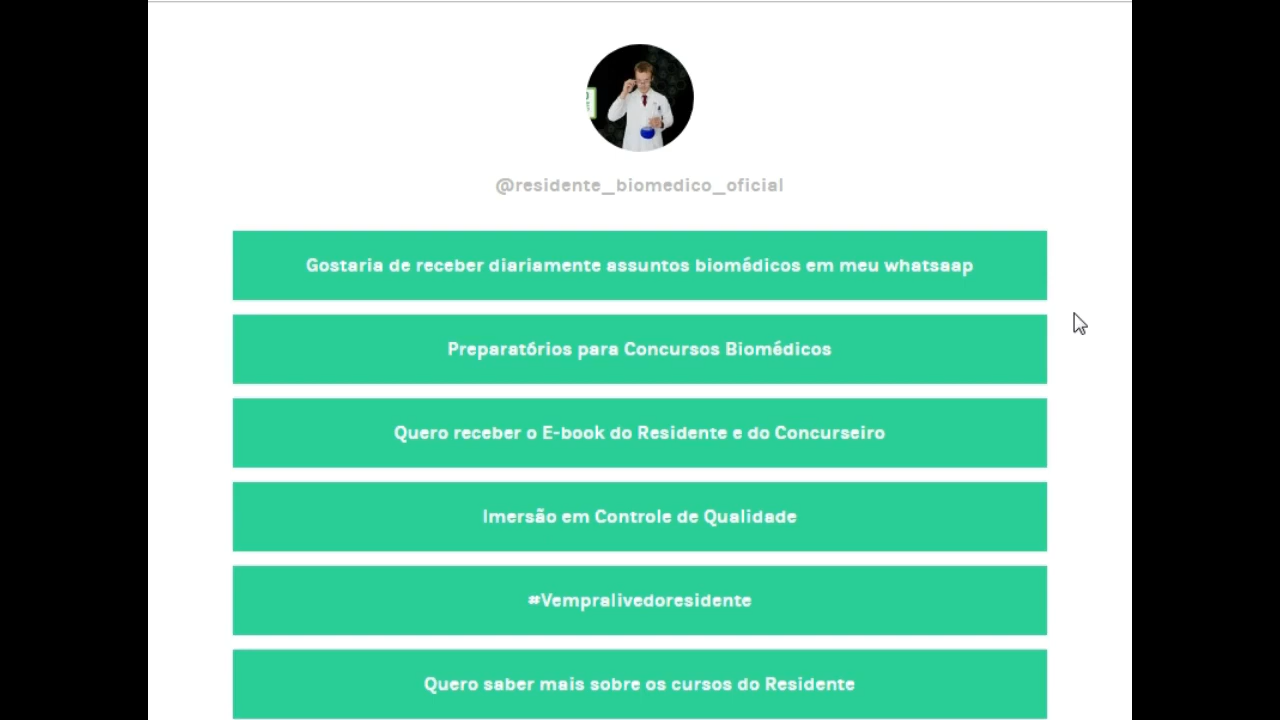 @residente_biomedico_oficial
Gostaria de receber diariamente assuntos biomédicos em meu whatsaap
Preparatórios para Concursos Biomédicos
Quero receber o E-book do Residente e do Concurseiro
Imersão em Controle de Qualidade
#Vempralivedoresidente
Quero saber mais sobre os cursos do Residente